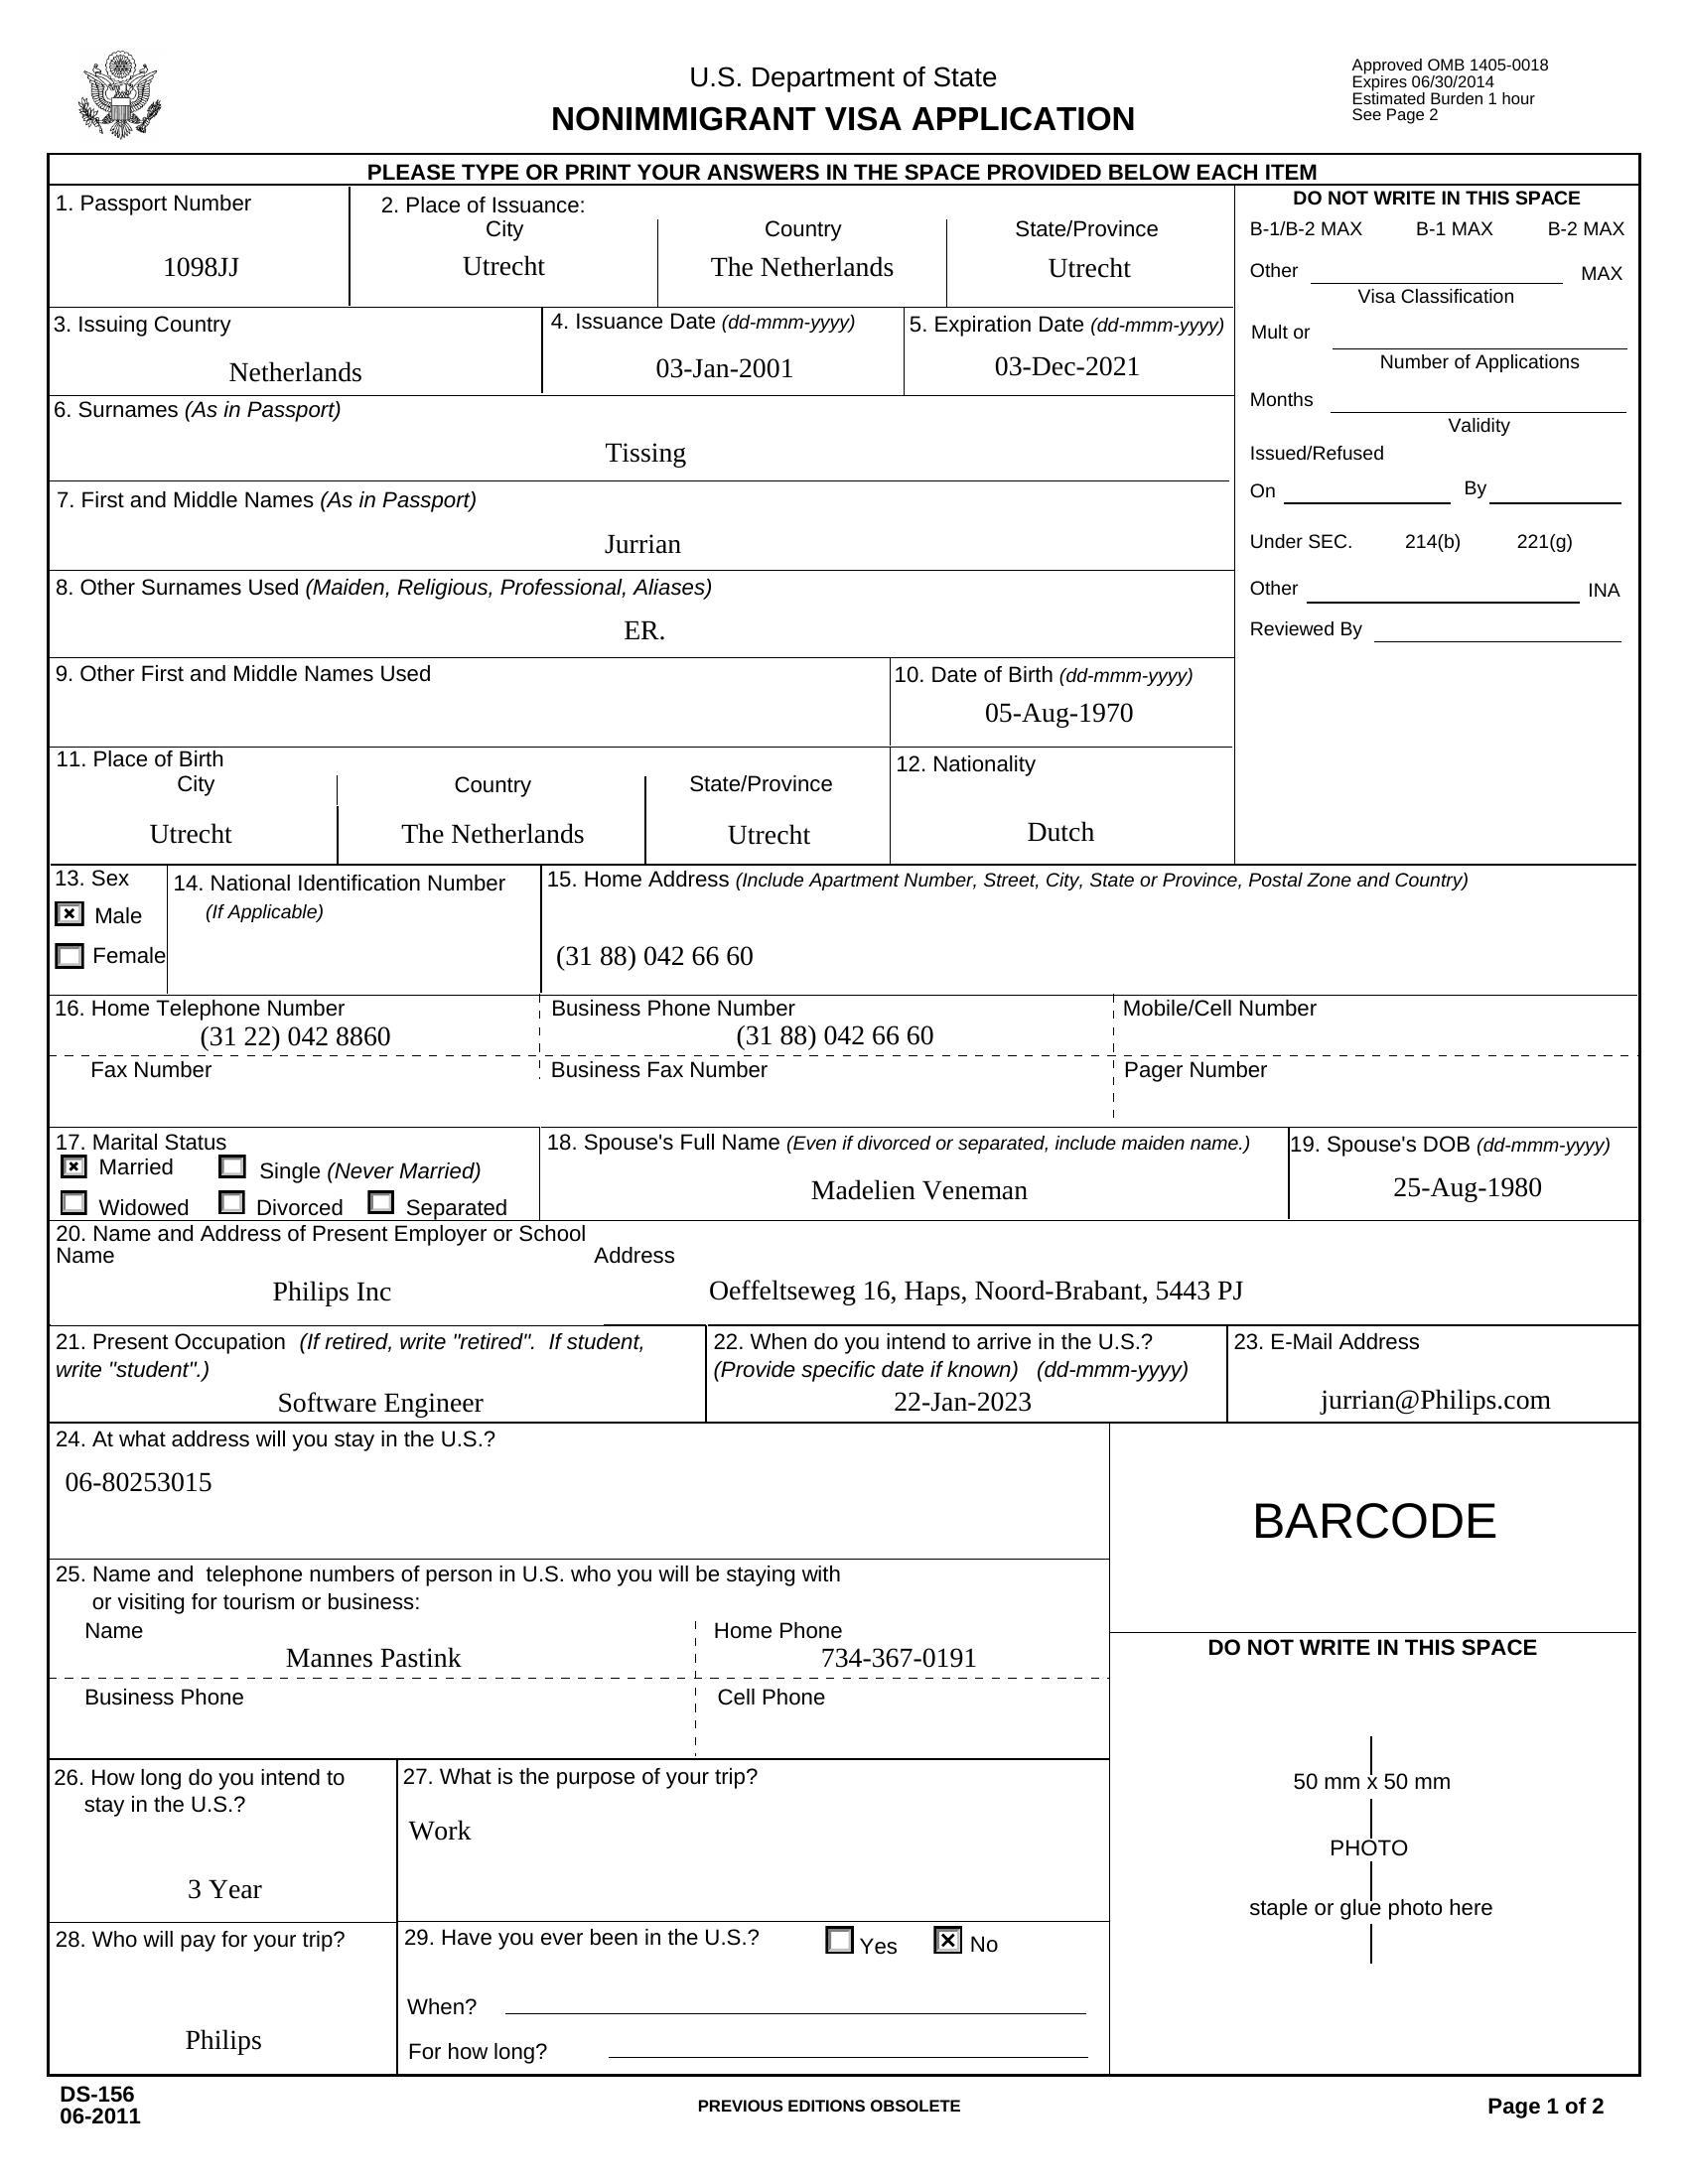 U.S. Department of State
NONIMMIGRANT VISA APPLICATION
Approved OMB 1405-0018
Expires 06/30/2014
Estimated Burden 1 hour
See Page 2
PLEASE TYPE OR PRINT YOUR ANSWERS IN THE SPACE PROVIDED BELOW EACH ITEM
1. Passport Number
1098JJ
2. Place of Issuance:
City Country State/Province
Utrecht The Netherlands Utrecht
DO NOT WRITE IN THIS SPACE
B-1/B-2 MAX B-1 MAX B-2 MAX
Other MAX
Visa Classification
Mult or
Number of Applications
Months
Validity
Issued/Refused
On By
Under SEC. 214(b) 221(g)
Other INA
Reviewed By
3. Issuing Country
Netherlands
4. Issuance Date (dd-mmm-yyyy)
03-Jan-2001
5. Expiration Date (dd-mmm-yyyy)
03-Dec-2021
6. Surnames (As in Passport)
Tissing
7. First and Middle Names (As in Passport)
Jurrian
8. Other Surnames Used (Maiden, Religious, Professional, Aliases)
ER.
9. Other First and Middle Names Used
10. Date of Birth (dd-mmm-yyyy)
05-Aug-1970
11. Place of Birth
City Country State/Province
Utrecht The Netherlands Utrecht
12. Nationality
Dutch
13. Sex
Male
Female
14. National Identification Number
(If Applicable)
15. Home Address (Include Apartment Number, Street, City, State or Province, Postal Zone and Country)
(31 88) 042 66 60
16. Home Telephone Number
(31 22) 042 8860
Business Phone Number
(31 88) 042 66 60
Mobile/Cell Number
Fax Number
Business Fax Number
Pager Number
17. Marital Status
Married Single (Never Married)
Widowed Divorced Separated
18. Spouse's Full Name (Even if divorced or separated, include maiden name.)
Madelien Veneman
19. Spouse's DOB (dd-mmm-yyyy)
25-Aug-1980
20. Name and Address of Present Employer or School
Name Address
Philips Inc Oeffeltseweg 16, Haps, Noord-Brabant, 5443 PJ
21. Present Occupation (If retired, write "retired". If student,
write "student".)
Software Engineer
22. When do you intend to arrive in the U.S.?
(Provide specific date if known) (dd-mmm-yyyy)
22-Jan-2023
23. E-Mail Address
jurrian@Philips.com
24. At what address will you stay in the U.S.?
06-80253015
BARCODE
25. Name and telephone numbers of person in U.S. who you will be staying with
or visiting for tourism or business:
Name
Mannes Pastink
Home Phone
734-367-0191
Business Phone
Cell Phone
DO NOT WRITE IN THIS SPACE
50 mm x 50 mm
PHOTO
staple or glue photo here
26. How long do you intend to
stay in the U.S.?
3 Year
27. What is the purpose of your trip?
Work
28. Who will pay for your trip?
Philips
29. Have you ever been in the U.S.? Yes No
When?
For how long?
DS-156
06-2011
PREVIOUS EDITIONS OBSOLETE
Page 1 of 2